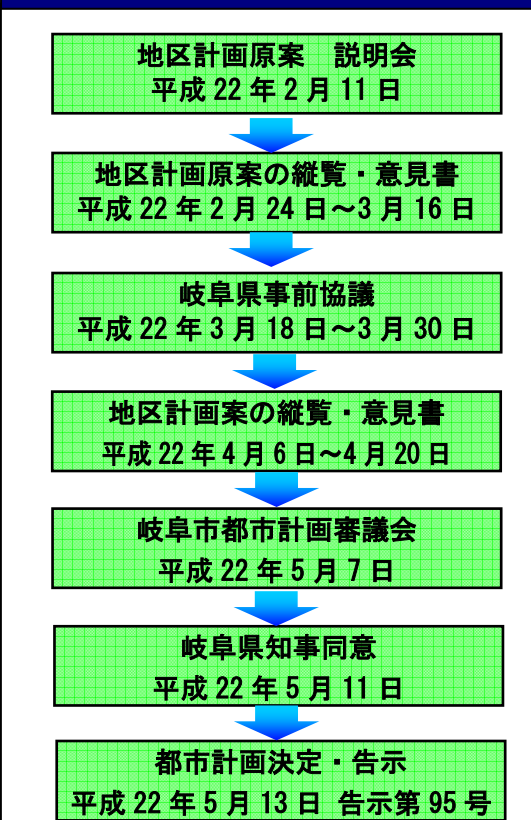 地区計画原案　説明会
平成 22 年 2 月 11 日
地区計画原案の縦覧・意見書
平成 22 年 2 月 24 日～3 月 16 日
岐阜県事前協議
平成 22 年 3 月 18 日～3 月 30 日
地区計画案の縦覧・意見書
平成 22 年 4 月 6 日～4 月 20 日
岐阜市都市計画審議会
平成 22 年 5 月 7 日
岐阜県知事同意
平成 22 年 5 月 11 日
都市計画決定・告示
平成 22 年 5 月 13 日 告示第 95 号